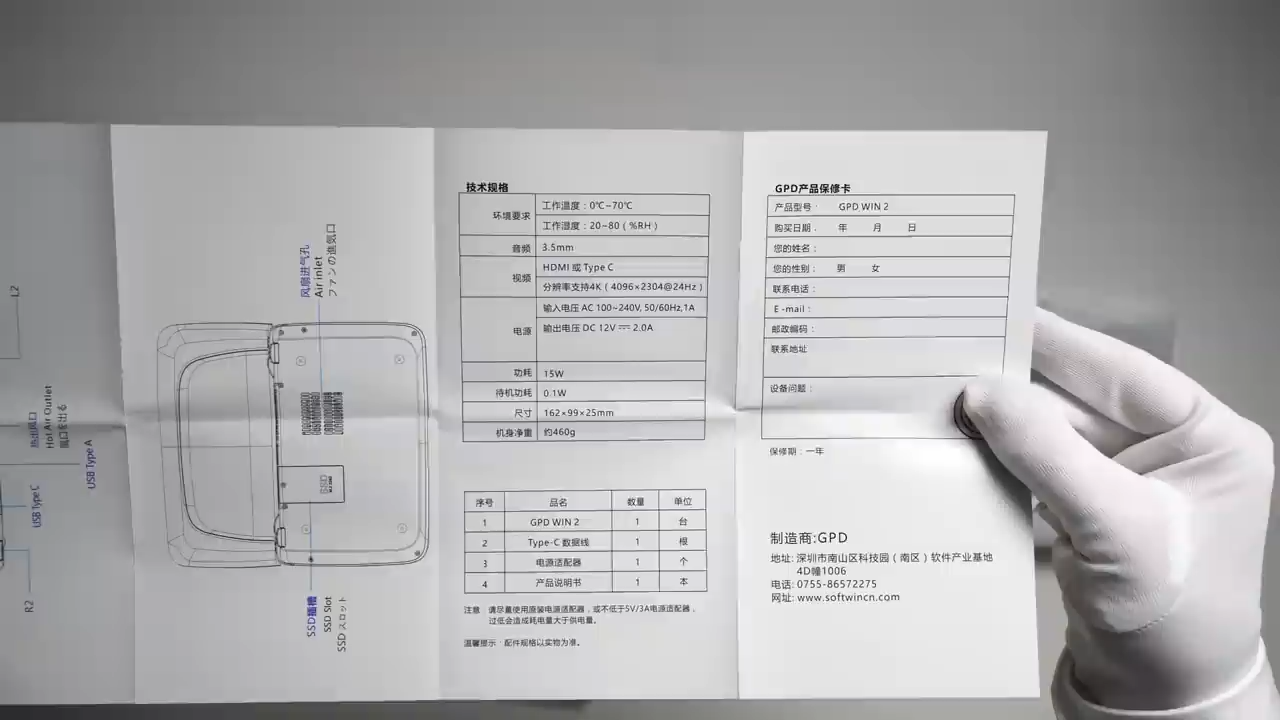 L2
热出风口
Hot Air Outlet
風口を出る
USB Type A
USB Type C
R2
风扇进气孔
Air inlet
ファンの進気口
SSD
SSD插槽
SSD Slot
SSD スロット
技术规格
环境要求 工作温度：0℃~70℃
工作湿度：20~80（%RH）
音频 3.5mm
视频 HDMI 或 Type C
分辨率支持4K（4096×2304@24Hz）
电源 输入电压 AC 100~240V, 50/60Hz,1A
输出电压 DC 12V ⎓ 2.0A
功耗 15W
待机功耗 0.1W
尺寸 162×99×25mm
机身净重 约460g
序号 品名 数量 单位
1 GPD WIN 2 1 台
2 Type-C 数据线 1 根
3 电源适配器 1 个
4 产品说明书 1 本
注意：请尽量使用原装电源适配器，或不低于5V/3A电源适配器，
过低会造成耗电量大于供电量。
温馨提示：配件规格以实物为准。
GPD产品保修卡
产品型号： GPD WIN 2
购买日期： 年 月 日
您的姓名：
您的性别： 男 女
联系电话：
E -mail：
邮政编码：
联系地址
设备问题：
保修期：一年
制造商:GPD
地址: 深圳市南山区科技园（南区）软件产业基地
4D幢1006
电话: 0755-86572275
网址: www.softwincn.com